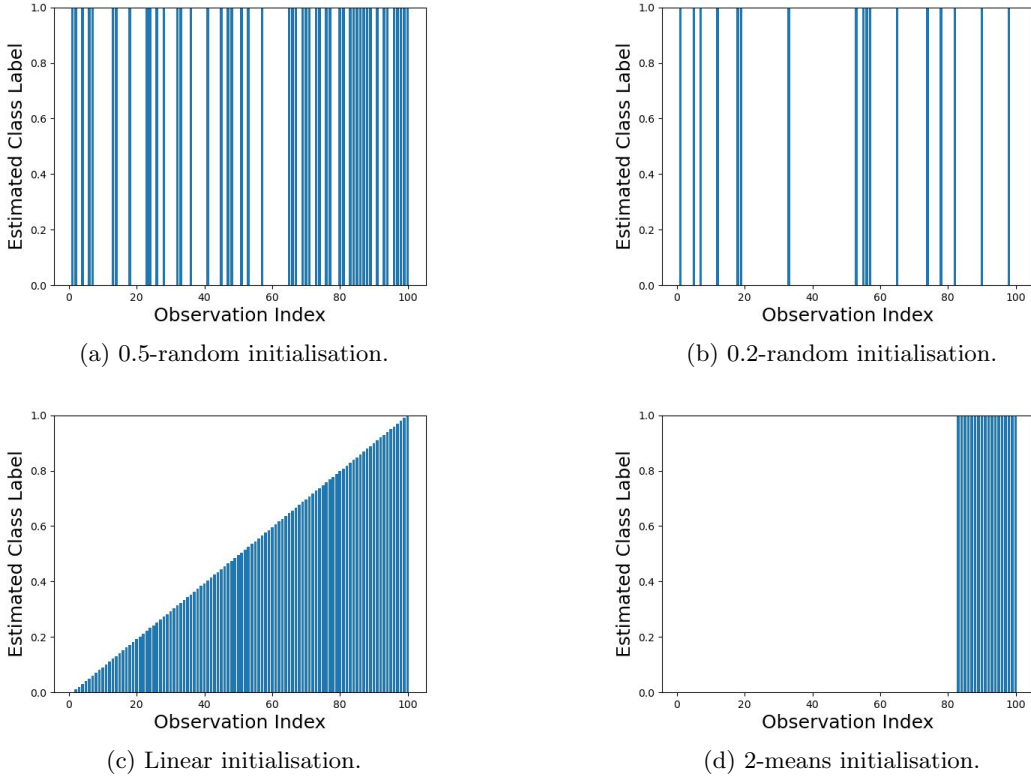 1.0
0.8
0.6
0.4
0.2
0.0
Estimated Class Label
0 20 40 60 80 100
Observation Index
(a) 0.5-random initialisation.
1.0
0.8
0.6
0.4
0.2
0.0
Estimated Class Label
0 20 40 60 80 100
Observation Index
(b) 0.2-random initialisation.
1.0
0.8
0.6
0.4
0.2
0.0
Estimated Class Label
0 20 40 60 80 100
Observation Index
(c) Linear initialisation.
1.0
0.8
0.6
0.4
0.2
0.0
Estimated Class Label
0 20 40 60 80 100
Observation Index
(d) 2-means initialisation.